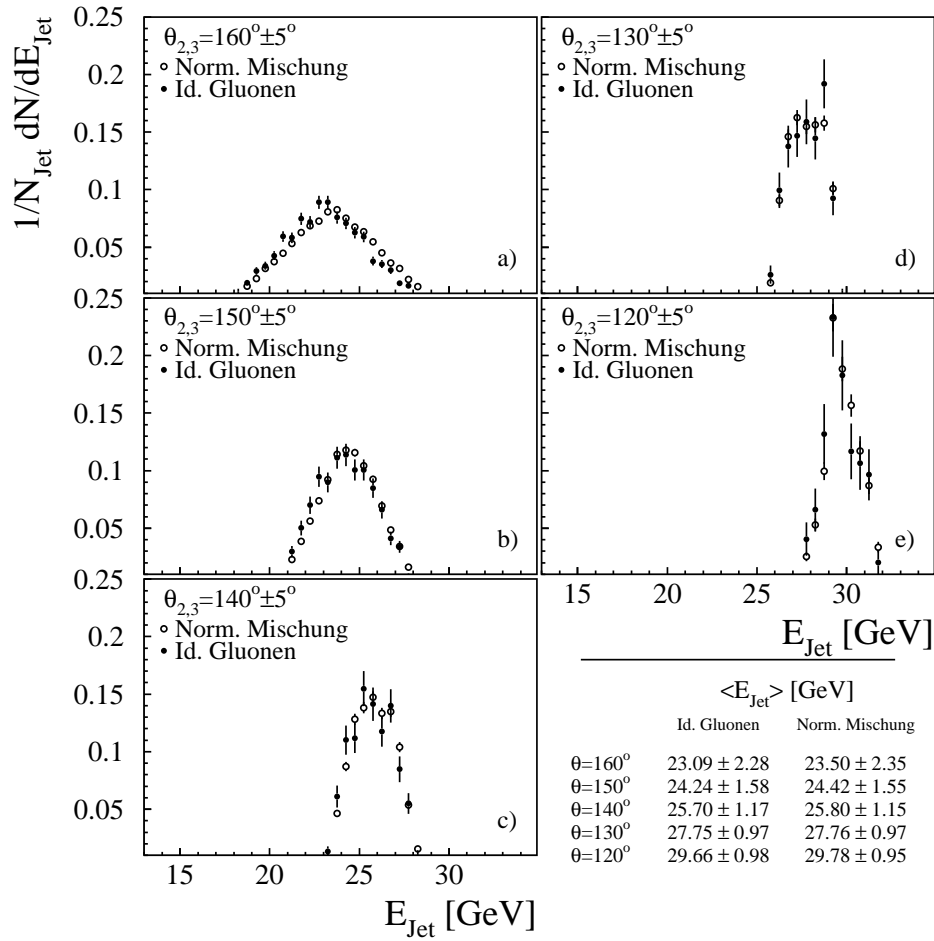 1/N_Jet dN/dE_Jet
0.25
0.2
0.15
0.1
0.05
θ2,3=160°±5°
Norm. Mischung
Id. Gluonen
a)
0.25
0.2
0.15
0.1
0.05
θ2,3=150°±5°
Norm. Mischung
Id. Gluonen
b)
0.25
0.2
0.15
0.1
0.05
θ2,3=140°±5°
Norm. Mischung
Id. Gluonen
c)
15 20 25 30
E_Jet [GeV]
θ2,3=130°±5°
Norm. Mischung
Id. Gluonen
d)
θ2,3=120°±5°
Norm. Mischung
Id. Gluonen
e)
15 20 25 30
E_Jet [GeV]
<E_Jet> [GeV]
Id. Gluonen Norm. Mischung
θ=160° 23.09 ± 2.28 23.50 ± 2.35
θ=150° 24.24 ± 1.58 24.42 ± 1.55
θ=140° 25.70 ± 1.17 25.80 ± 1.15
θ=130° 27.75 ± 0.97 27.76 ± 0.97
θ=120° 29.66 ± 0.98 29.78 ± 0.95